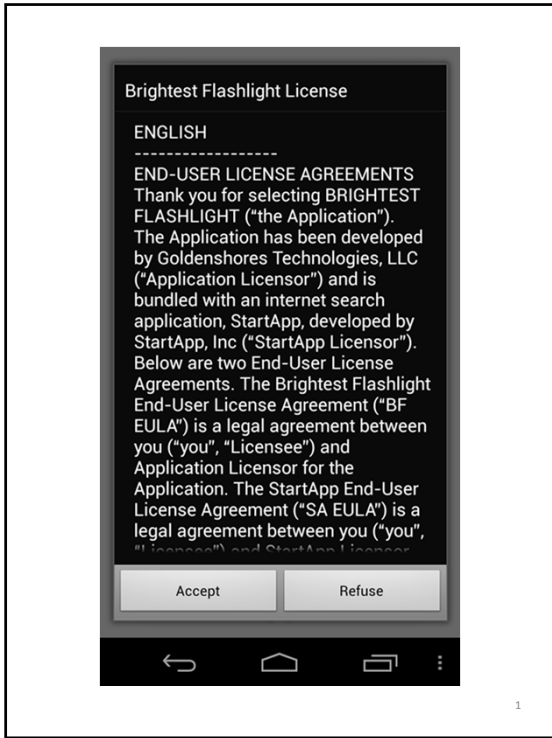 Brightest Flashlight License
ENGLISH
------------------
END-USER LICENSE AGREEMENTS
Thank you for selecting BRIGHTEST
FLASHLIGHT (“the Application”).
The Application has been developed
by Goldenshores Technologies, LLC
(“Application Licensor”) and is
bundled with an internet search
application, StartApp, developed by
StartApp, Inc (“StartApp Licensor”).
Below are two End-User License
Agreements. The Brightest Flashlight
End-User License Agreement (“BF
EULA”) is a legal agreement between
you (“you”, “Licensee”) and
Application Licensor for the
Application. The StartApp End-User
License Agreement (“SA EULA”) is a
legal agreement between you (“you”,
“Licensee”) and StartApp Licensor
Accept Refuse
1